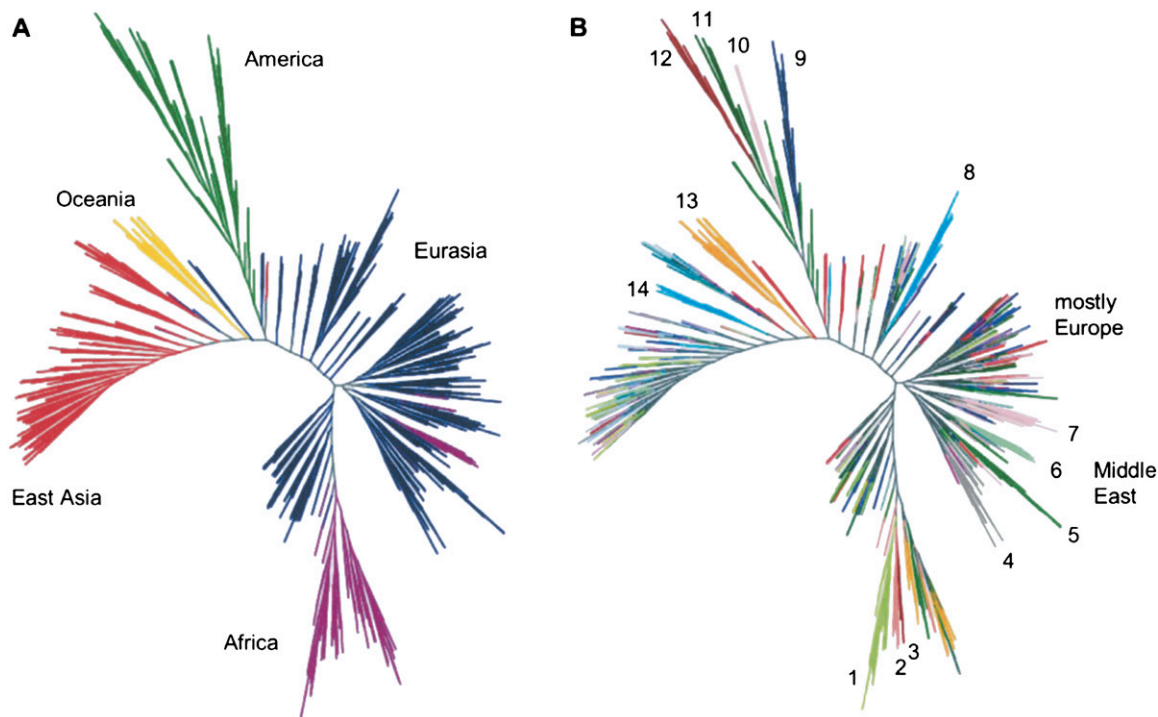 A
America
Oceania
Eurasia
East Asia
Africa
B
11
12
10
9
8
13
14
mostly
Europe
7
6
Middle
East
5
4
3
2
1